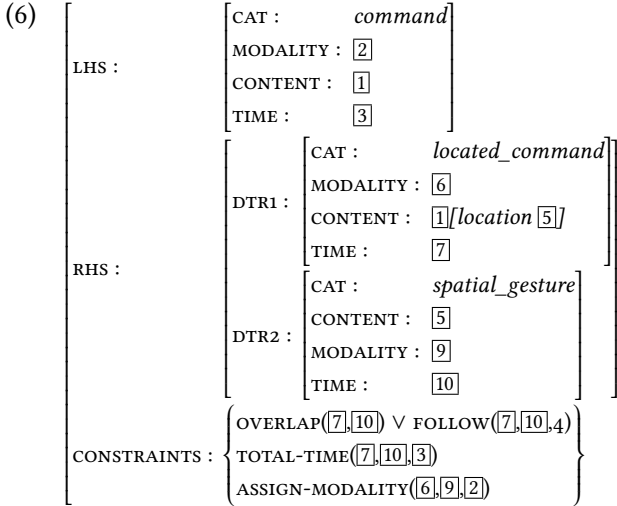 (6)
CAT : command
MODALITY : 2
LHS :
CONTENT : 1
TIME : 3
CAT : located_command
MODALITY : 6
DTR1 :
CONTENT : 1[location 5]
TIME : 7
RHS :
CAT : spatial_gesture
CONTENT : 5
DTR2 :
MODALITY : 9
TIME : 10
OVERLAP(7,10) ∨ FOLLOW(7,10,4)
CONSTRAINTS : TOTAL-TIME(7,10,3)
ASSIGN-MODALITY(6,9,2)